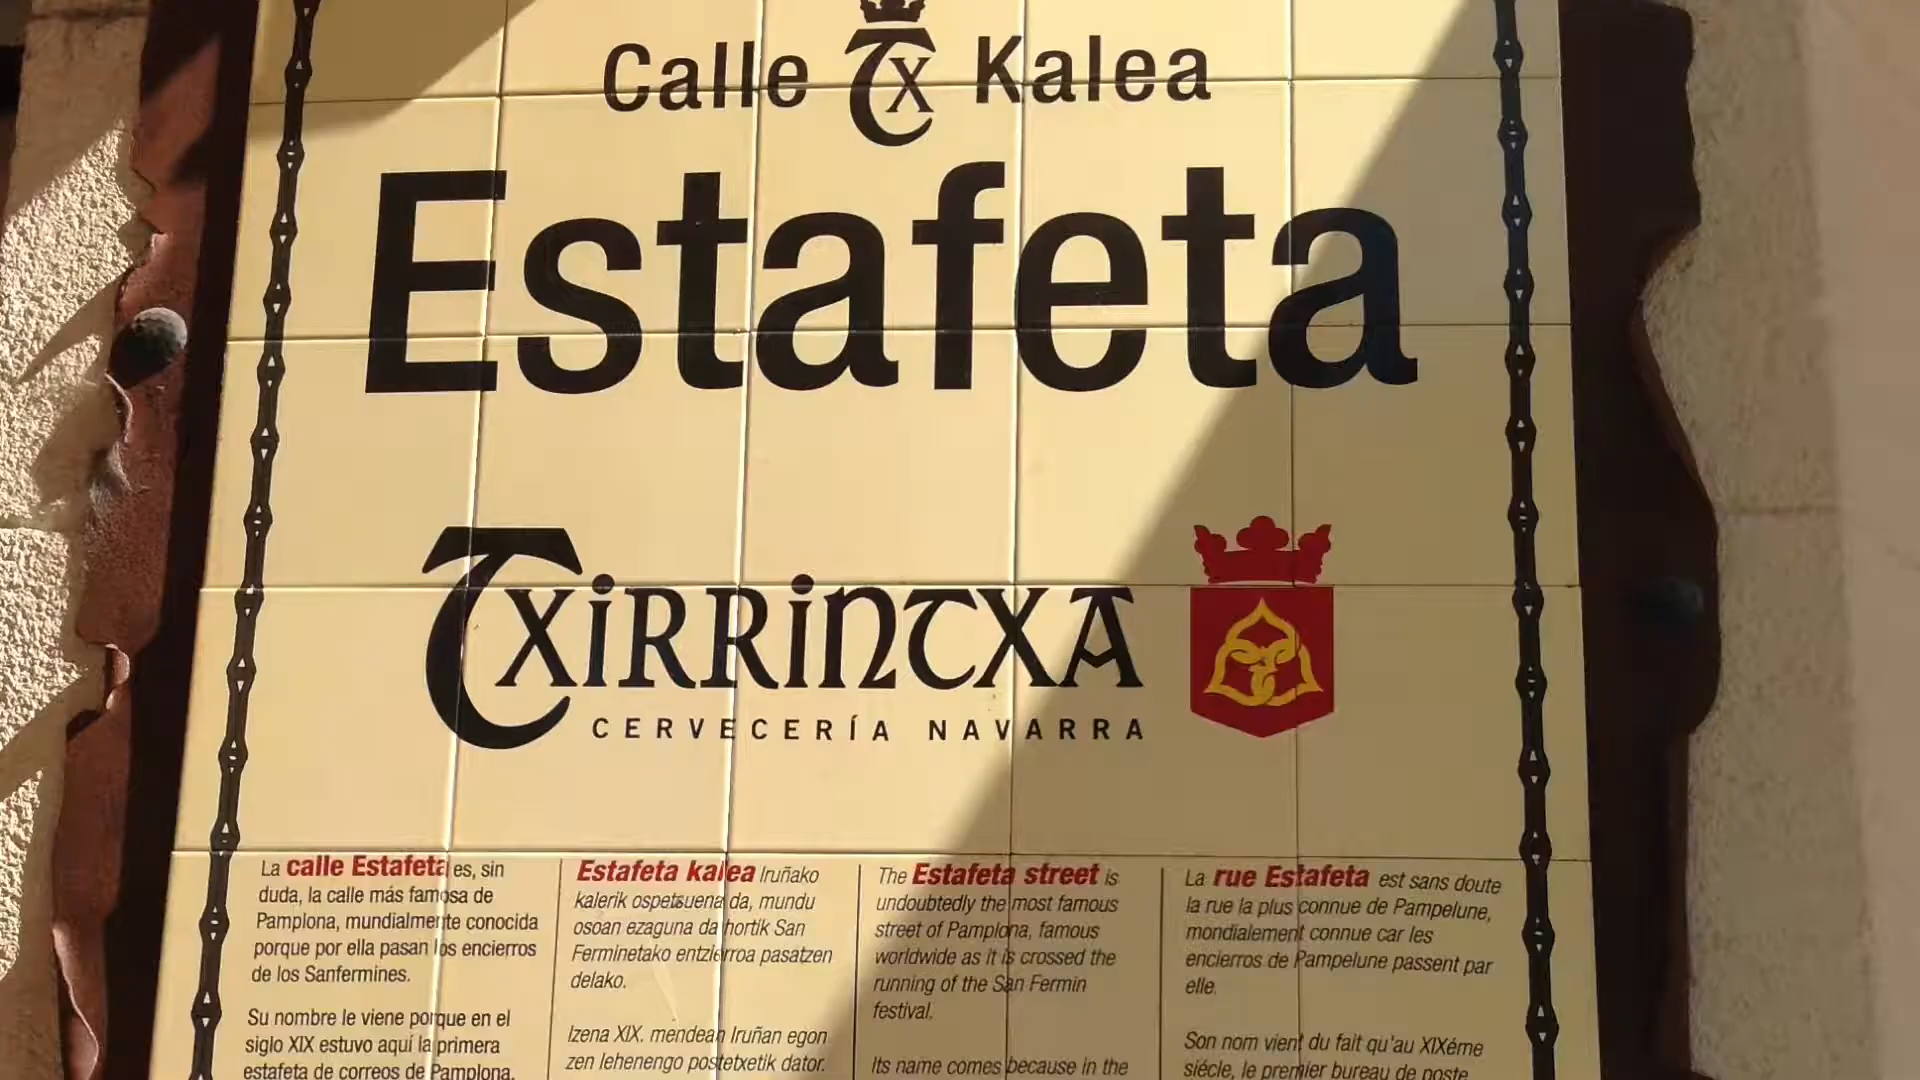 Calle TX Kalea
Estafeta
TXIRRINTXA
CERVECERÍA NAVARRA
La calle Estafeta es, sin
duda, la calle más famosa de
Pamplona, mundialmente conocida
porque por ella pasan los encierros
de los Sanfermines.
Su nombre le viene porque en el
siglo XIX estuvo aquí la primera
estafeta de correos de Pamplona.
Estafeta kalea Iruñako
kalerik ospetsuena da, mundu
osoan ezaguna da hortik San
Ferminetako entzierroa pasatzen
delako.
Izena XIX. mendean Iruñan egon
zen lehenengo postetxetik dator.
The Estafeta street is
undoubtedly the most famous
street of Pamplona, famous
worldwide as it is crossed the
running of the San Fermin
festival.
Its name comes because in the
La rue Estafeta est sans doute
la rue la plus connue de Pampelune,
mondialement connue car les
encierros de Pampelune passent par
elle.
Son nom vient du fait qu'au XIXéme
siécle, le premier bureau de poste